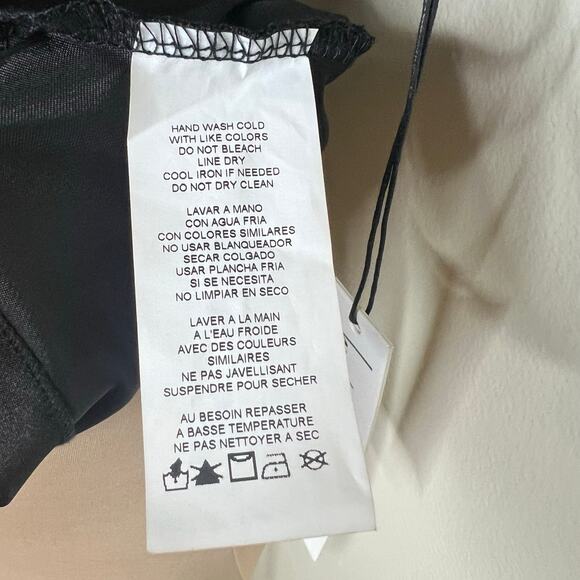 HAND WASH COLD
WITH LIKE COLORS
DO NOT BLEACH
LINE DRY
COOL IRON IF NEEDED
DO NOT DRY CLEAN
LAVAR A MANO
CON AGUA FRIA
CON COLORES SIMILARES
NO USAR BLANQUEADOR
SECAR COLGADO
USAR PLANCHA FRIA
SI SE NECESITA
NO LIMPIAR EN SECO
LAVER A LA MAIN
A L'EAU FROIDE
AVEC DES COULEURS
SIMILAIRES
NE PAS JAVELLISANT
SUSPENDRE POUR SECHER
AU BESOIN REPASSER
A BASSE TEMPERATURE
NE PAS NETTOYER A SEC